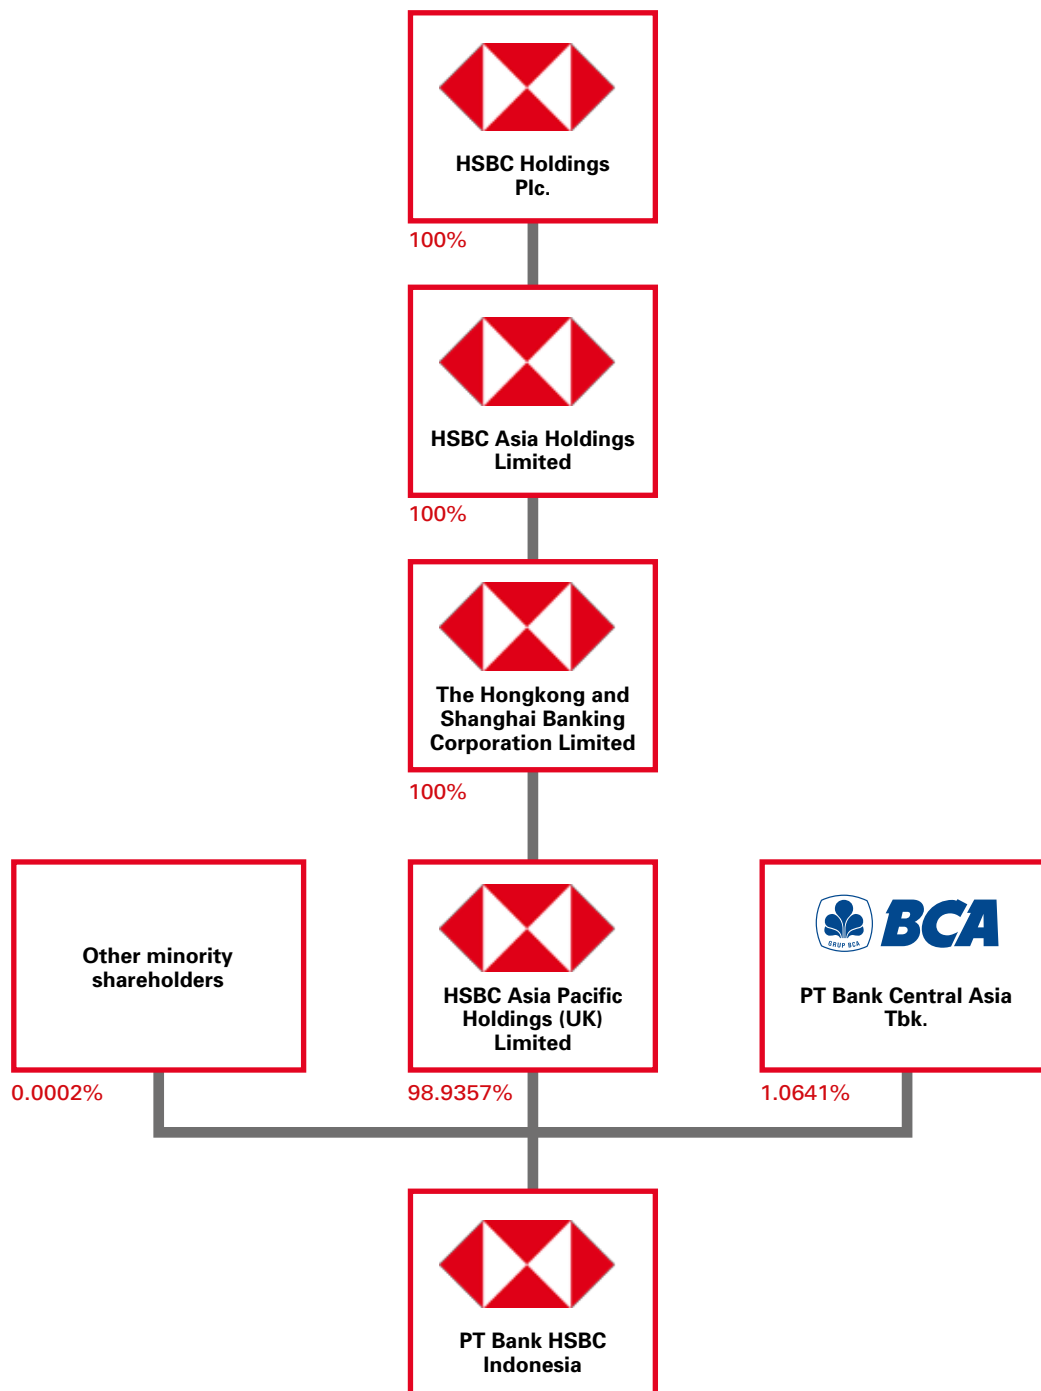 HSBC Holdings
Plc.
100%
HSBC Asia Holdings
Limited
100%
The Hongkong and
Shanghai Banking
Corporation Limited
100%
Other minority
shareholders
0.0002%
HSBC Asia Pacific
Holdings (UK)
Limited
98.9357%
GRUP BCA
BCA
PT Bank Central Asia
Tbk.
1.0641%
PT Bank HSBC
Indonesia